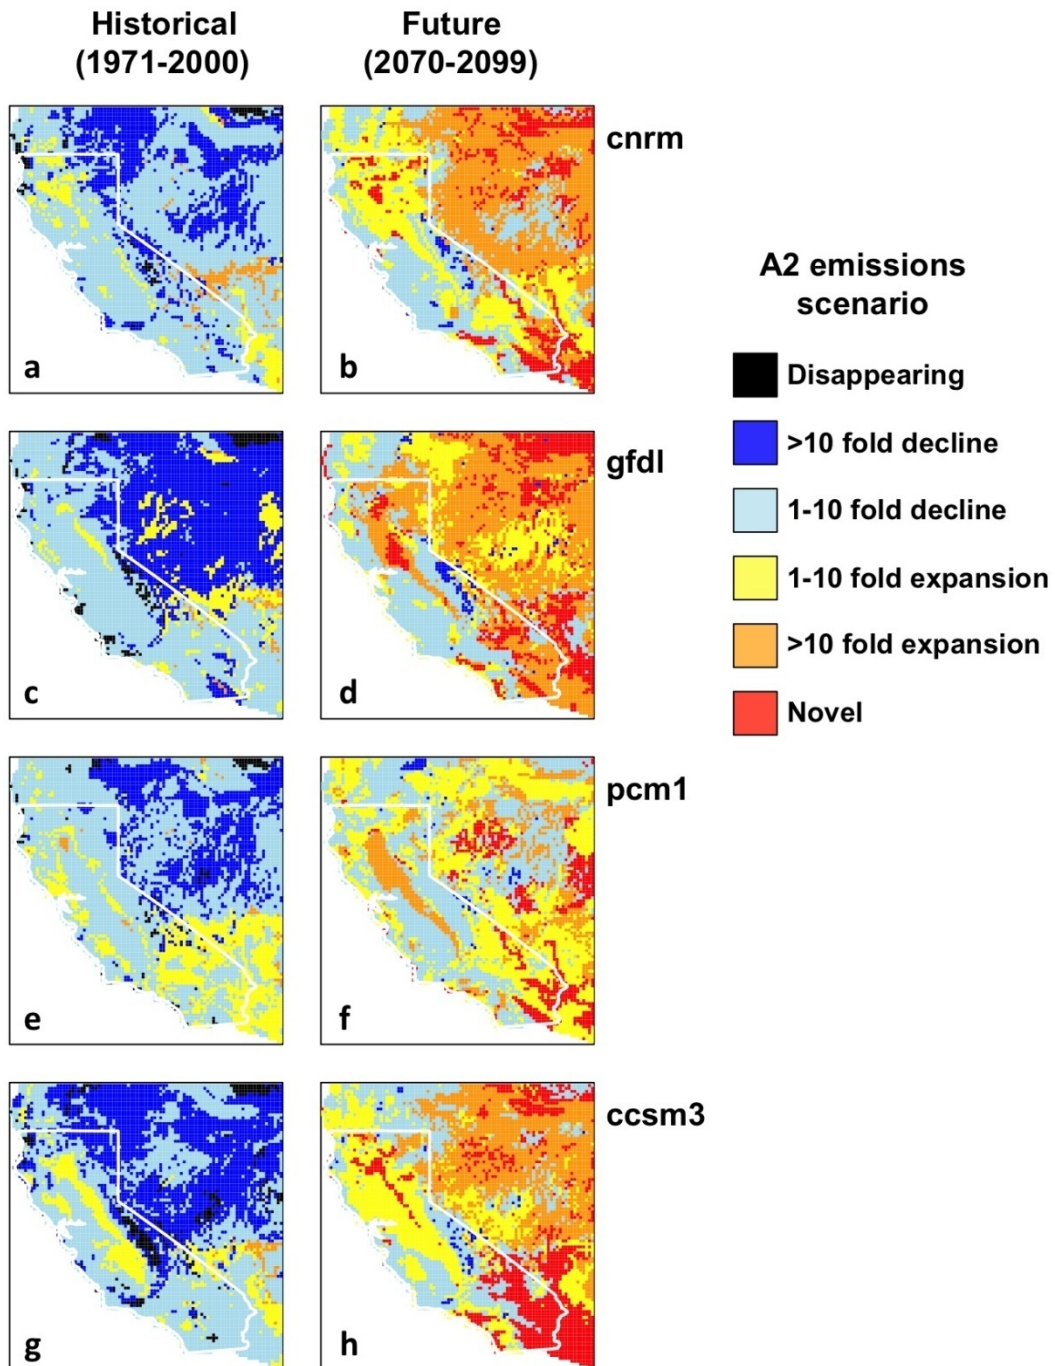 Historical
(1971-2000)
Future
(2070-2099)
cnrm
a
b
A2 emissions
scenario
Disappearing
>10 fold decline
1-10 fold decline
1-10 fold expansion
>10 fold expansion
Novel
gfdl
c
d
pcm1
e
f
ccsm3
g
h